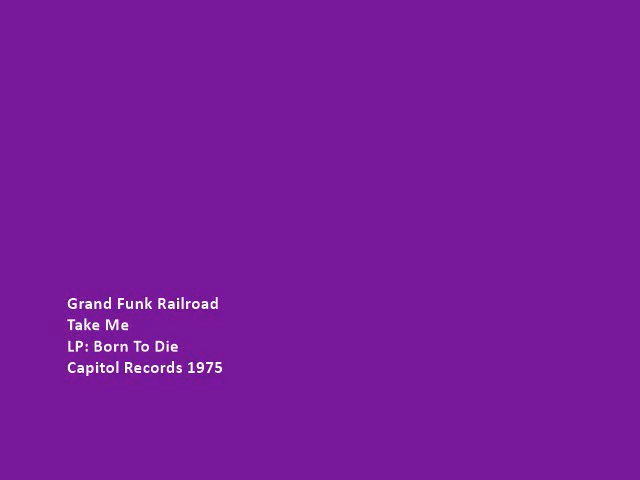 Grand Funk Railroad
Take Me
LP: Born To Die
Capitol Records 1975